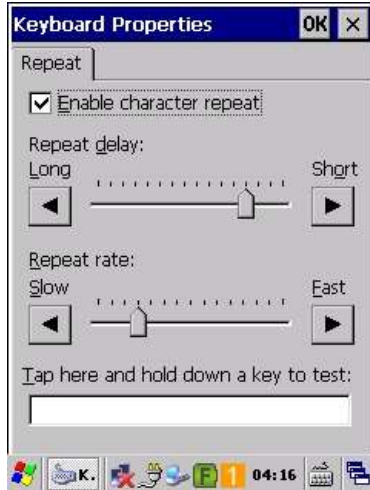 Keyboard Properties OK ×
Repeat
Enable character repeat
Repeat delay:
Long Short
Repeat rate:
Slow Fast
Tap here and hold down a key to test:
K. F 1 04:16